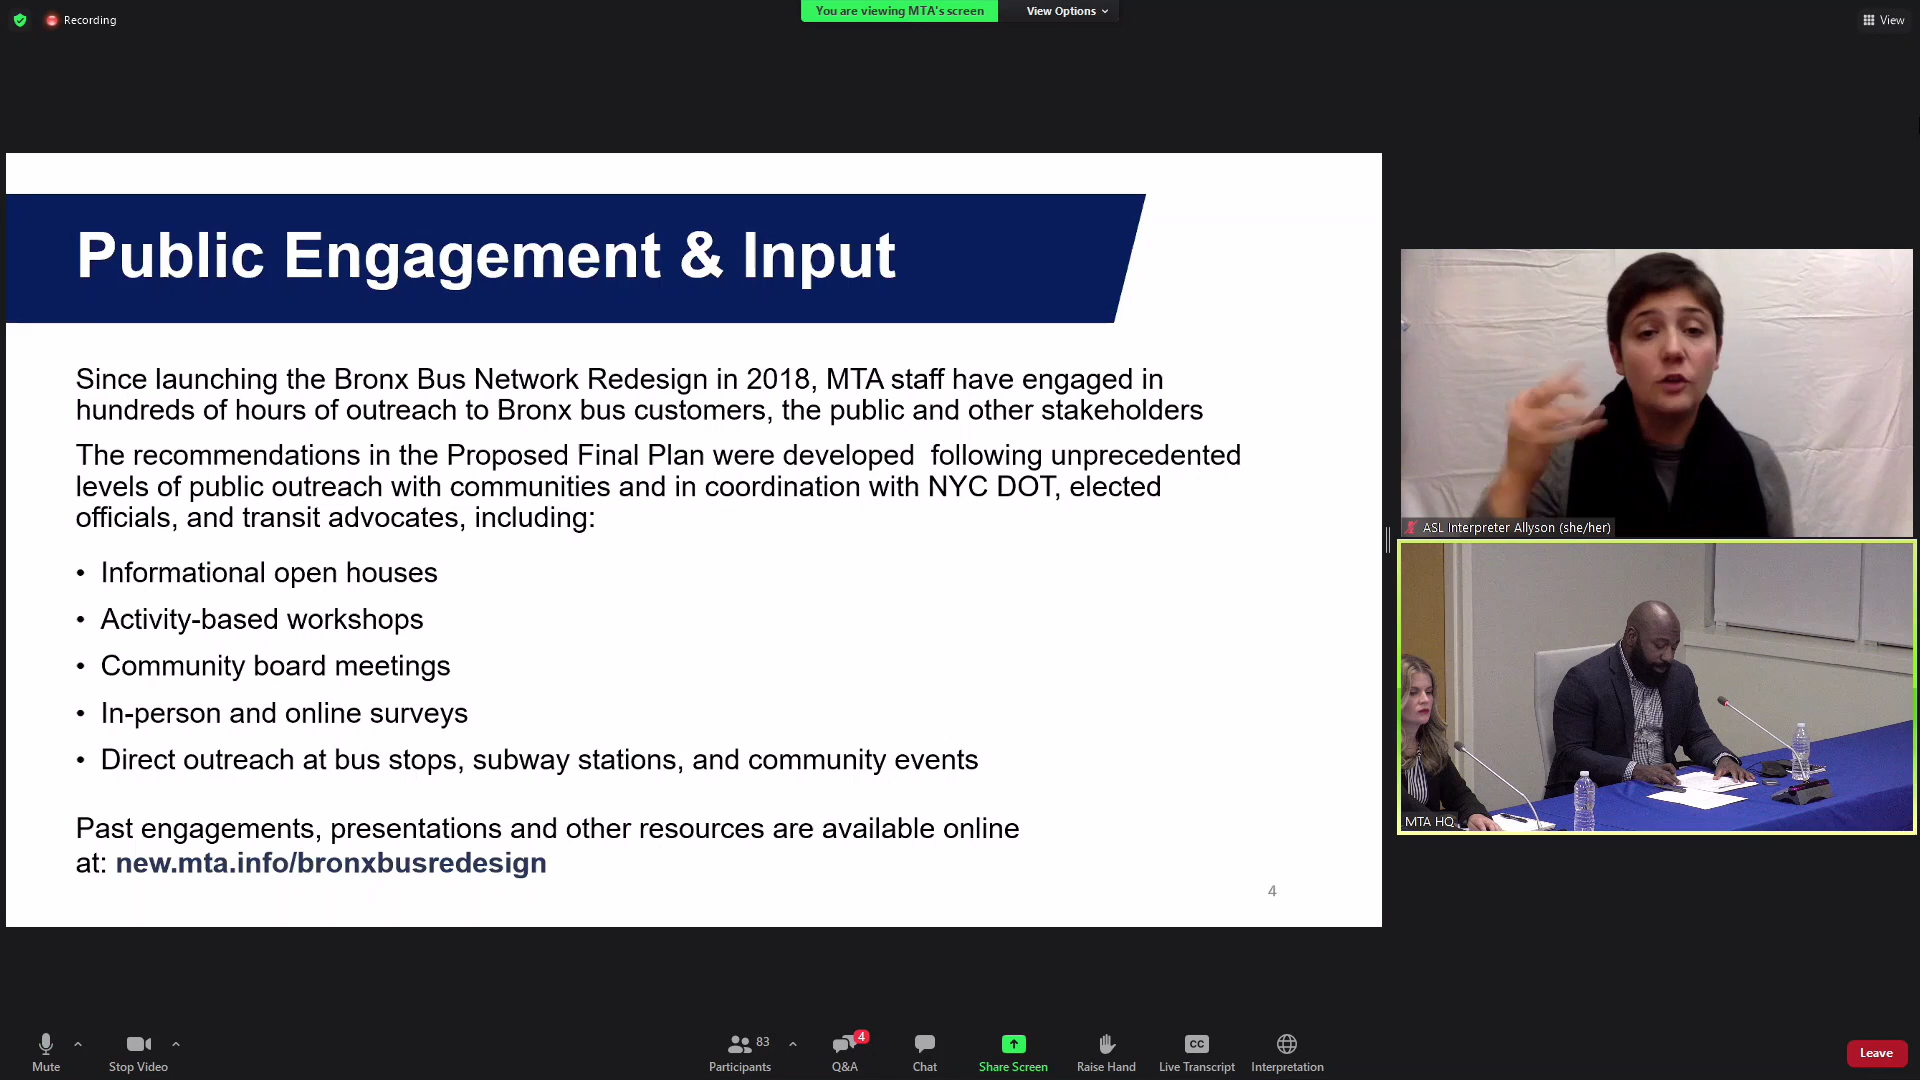 Recording
You are viewing MTA's screen
View Options
View
Public Engagement & Input
Since launching the Bronx Bus Network Redesign in 2018, MTA staff have engaged in
hundreds of hours of outreach to Bronx bus customers, the public and other stakeholders
The recommendations in the Proposed Final Plan were developed  following unprecedented
levels of public outreach with communities and in coordination with NYC DOT, elected
officials, and transit advocates, including:
• Informational open houses
• Activity-based workshops
• Community board meetings
• In-person and online surveys
• Direct outreach at bus stops, subway stations, and community events
Past engagements, presentations and other resources are available online
at: new.mta.info/bronxbusredesign
4
ASL Interpreter Allyson (she/her)
MTA HQ
Mute
Stop Video
83
Participants
4
Q&A
Chat
Share Screen
Raise Hand
CC
Live Transcript
Interpretation
Leave